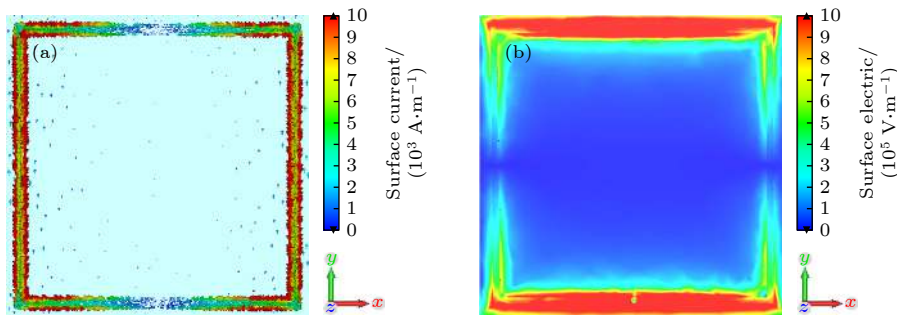 (a)
10
9
8
7
6
5
4
3
2
1
0
Surface current/
(10³ A·m⁻¹)
y
z
x
(b)
10
9
8
7
6
5
4
3
2
1
0
Surface electric/
(10⁵ V·m⁻¹)
y
z
x